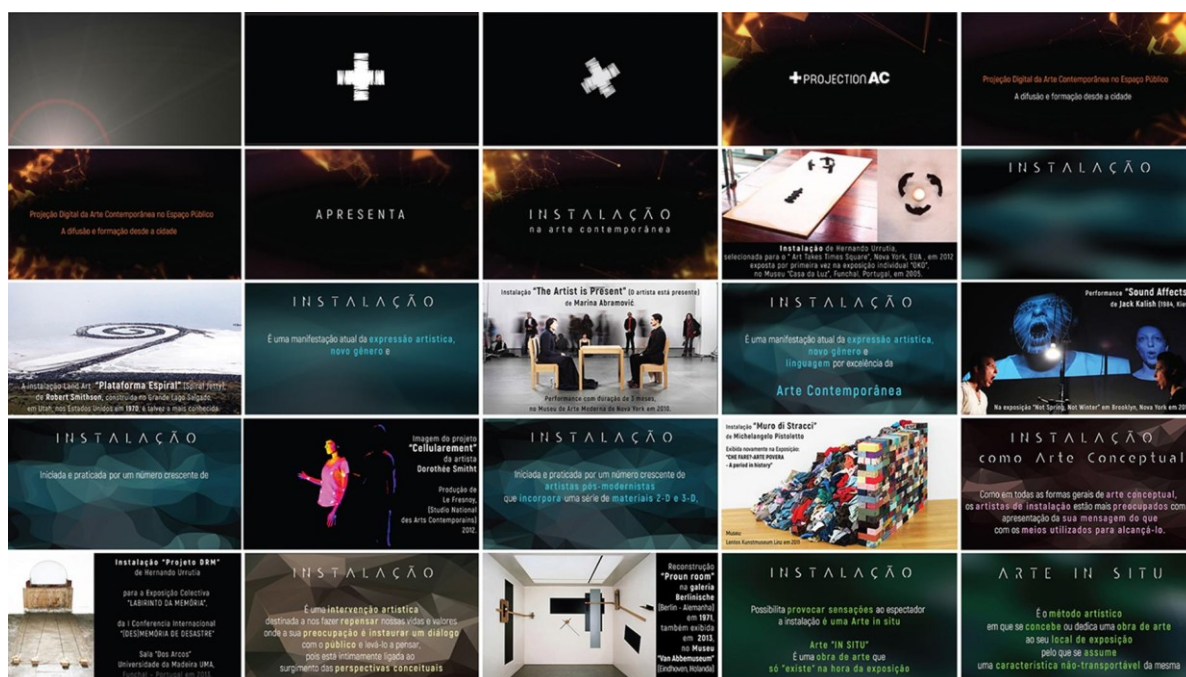 +PROJECTION AC
Projeção Digital da Arte Contemporânea no Espaço Público
A difusão e formação desde a cidade
Projeção Digital da Arte Contemporânea no Espaço Público
A difusão e formação desde a cidade
APRESENTA
INSTALAÇÃO
na arte contemporânea
Instalação de Hernando Urrutia,
selecionada para o " Art Takes Times Square", Nova York, EUA , em 2012
exposta por primeira vez na exposição individual "OKO",
no Museu "Casa da Luz", Funchal, Portugal, em 2005.
INSTALAÇÃO
A instalação Land Art "Plataforma Espiral" (Spiral Jetty),
de Robert Smithson, construída no Grande Lago Salgado,
em Utah, nos Estados Unidos em 1970, é talvez a mais conhecida.
INSTALAÇÃO
É uma manifestação atual da expressão artística,
novo gênero e
Instalação "The Artist is Present" (O artista está presente)
de Marina Abramović
Performance com duração de 3 meses,
no Museu de Arte Moderna de Nova York em 2010.
INSTALAÇÃO
É uma manifestação atual da expressão artística,
novo gênero e
linguagem por excelência da
Arte Contemporânea
Performance "Sound Affects"
de Jack Kalish (1984, Kie
Na exposição "Not Spring, Not Winter" em Brooklyn, Nova York em 20
INSTALAÇÃO
Iniciada e praticada por um número crescente de
Imagem do projeto
"Cellularement"
da artista
Dorothée Smitht
Produção de
Le Fresnoy,
(Studio National
des Arts Contemporains)
2012.
INSTALAÇÃO
Iniciada e praticada por um número crescente de
artistas pós-modernistas
que incorpora uma série de materiais 2-D e 3-D,
Instalação "Muro di Stracci"
de Michelangelo Pistoletto
Exibida novamente na Exposição:
"CHE FARE? ARTE POVERA
- A period in history"
Museu
Lentos Kunstmuseum Linz em 2011
INSTALAÇÃO
como Arte Conceptual
Como em todas as formas gerais de arte conceptual,
os artistas de instalação estão mais preocupados com
apresentação da sua mensagem do que
com os meios utilizados para alcançá-lo.
Instalação "Projeto DRM"
de Hernando Urrutia
para a Exposição Colectiva
"LABIRINTO DA MEMÓRIA",
da I Conferencia Internacional
"(DES)MEMÓRIA DE DESASTRE"
Sala "Dos Arcos"
Universidade da Madeira UMA,
Funchal - Portugal em 2013
INSTALAÇÃO
É uma intervenção artística
destinada a nos fazer repensar nossas vidas e valores
onde a sua preocupação é instaurar um diálogo
com o público e levá-lo a pensar,
pois está intimamente ligado ao
surgimento das perspectivas conceituais
Reconstrução
"Proun room"
na galeria
Berlinische
(Berlin - Alemanha)
em 1971,
também exibida
em 2013,
no Museu
"Van Abbemuseum"
(Eindhoven, Holanda)
INSTALAÇÃO
Possibilita provocar sensações ao espectador
a instalação é uma Arte in situ
Arte "IN SITU"
É uma obra de arte que
só "existe" na hora da exposição
ARTE IN SITU
É o método artístico
em que se concebe ou dedica uma obra de arte
ao seu local de exposição
pelo que se assume
uma característica não-transportável da mesma